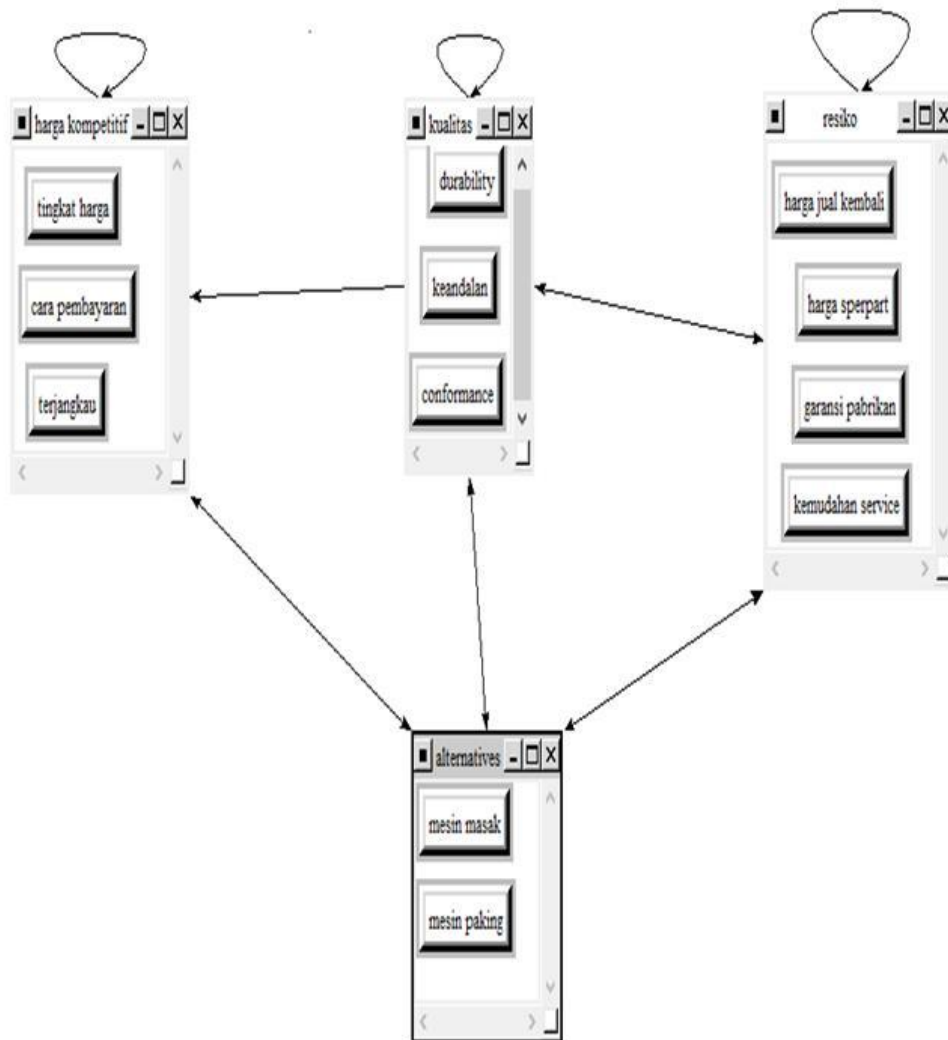 harga kompetitif
tingkat harga
cara pembayaran
terjangkau
kualitas
durability
keandalan
conformance
resiko
harga jual kembali
harga sperpart
garansi pabrikan
kemudahan service
alternatives
mesin masak
mesin paking